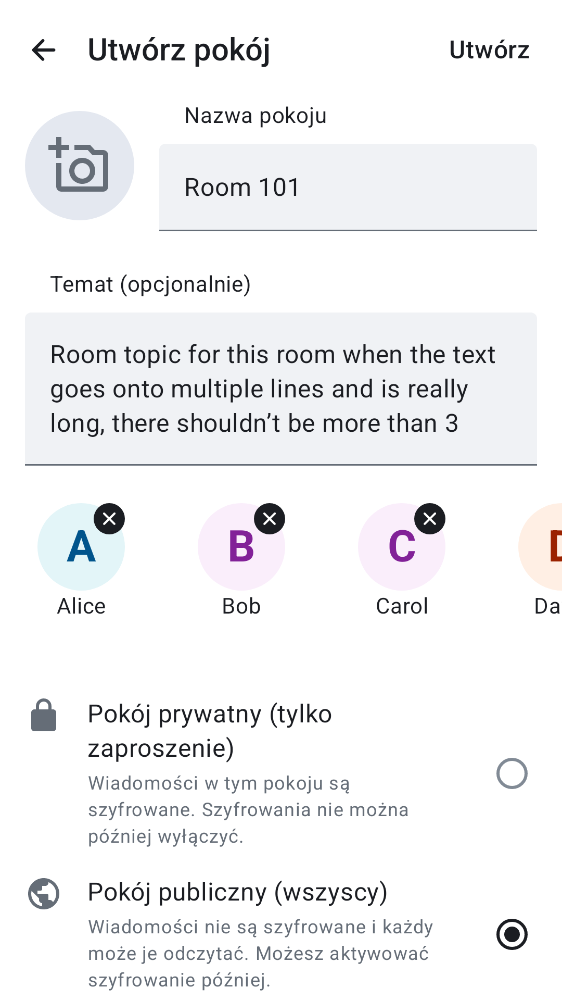 Utwórz pokój
Utwórz
Nazwa pokoju
Room 101
Temat (opcjonalnie)
Room topic for this room when the text
goes onto multiple lines and is really
long, there shouldn’t be more than 3
A
B
C
D
Alice
Bob
Carol
Da
Pokój prywatny (tylko
zaproszenie)
Wiadomości w tym pokoju są
szyfrowane. Szyfrowania nie można
później wyłączyć.
Pokój publiczny (wszyscy)
Wiadomości nie są szyfrowane i każdy
może je odczytać. Możesz aktywować
szyfrowanie później.